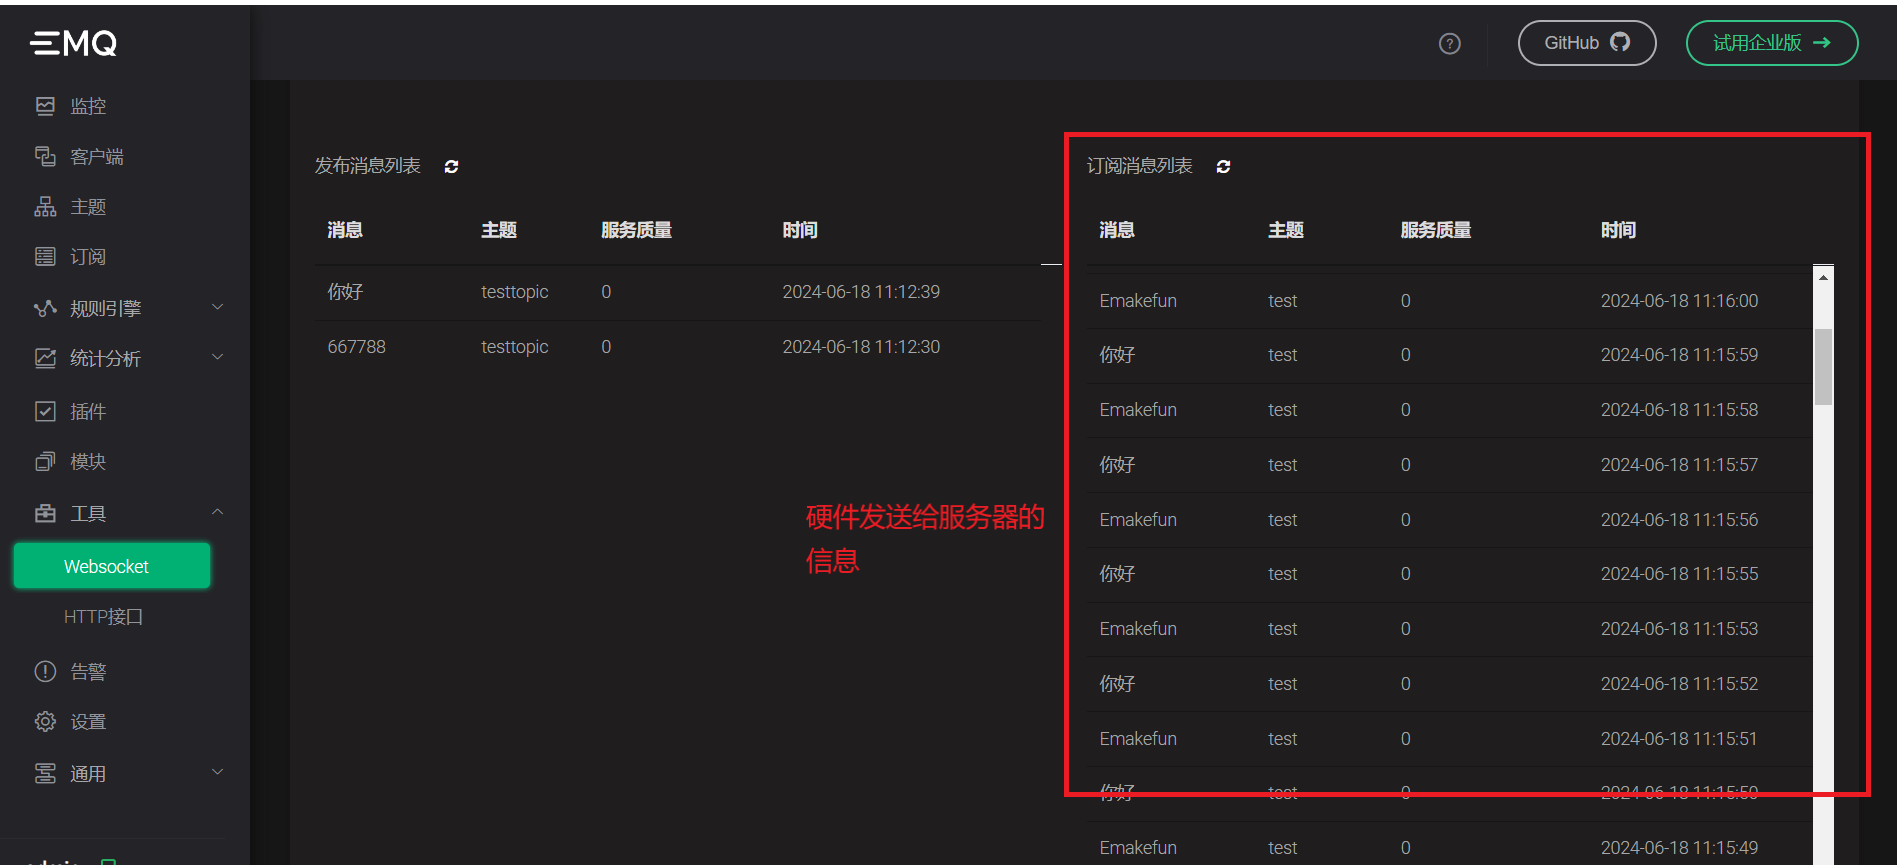 EMQ
GitHub
试用企业版 →
监控
客户端
主题
订阅
规则引擎
统计分析
插件
模块
工具
Websocket
HTTP接口
告警
设置
通用
发布消息列表
消息 主题 服务质量 时间
你好 testtopic 0 2024-06-18 11:12:39
667788 testtopic 0 2024-06-18 11:12:30
硬件发送给服务器的
信息
订阅消息列表
消息 主题 服务质量 时间
Emakefun test 0 2024-06-18 11:16:00
你好 test 0 2024-06-18 11:15:59
Emakefun test 0 2024-06-18 11:15:58
你好 test 0 2024-06-18 11:15:57
Emakefun test 0 2024-06-18 11:15:56
你好 test 0 2024-06-18 11:15:55
Emakefun test 0 2024-06-18 11:15:53
你好 test 0 2024-06-18 11:15:52
Emakefun test 0 2024-06-18 11:15:51
你好 test 0 2024-06-18 11:15:50
Emakefun test 0 2024-06-18 11:15:49